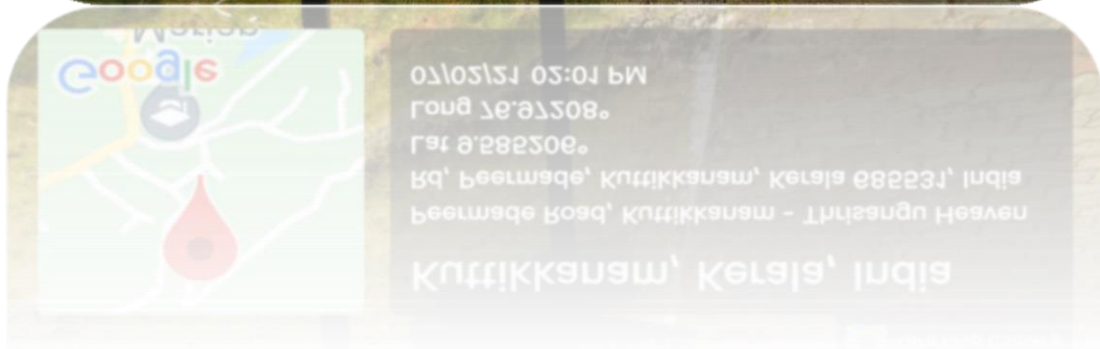 Kuttikkanam, Kerala, India
Peermade Road, Kuttikkanam - Thrisangu Heaven
Rd, Peermade, Kuttikkanam, Kerala 685531, India
Lat 9.585206°
Long 76.97208°
07/02/21 02:01 PM
Google